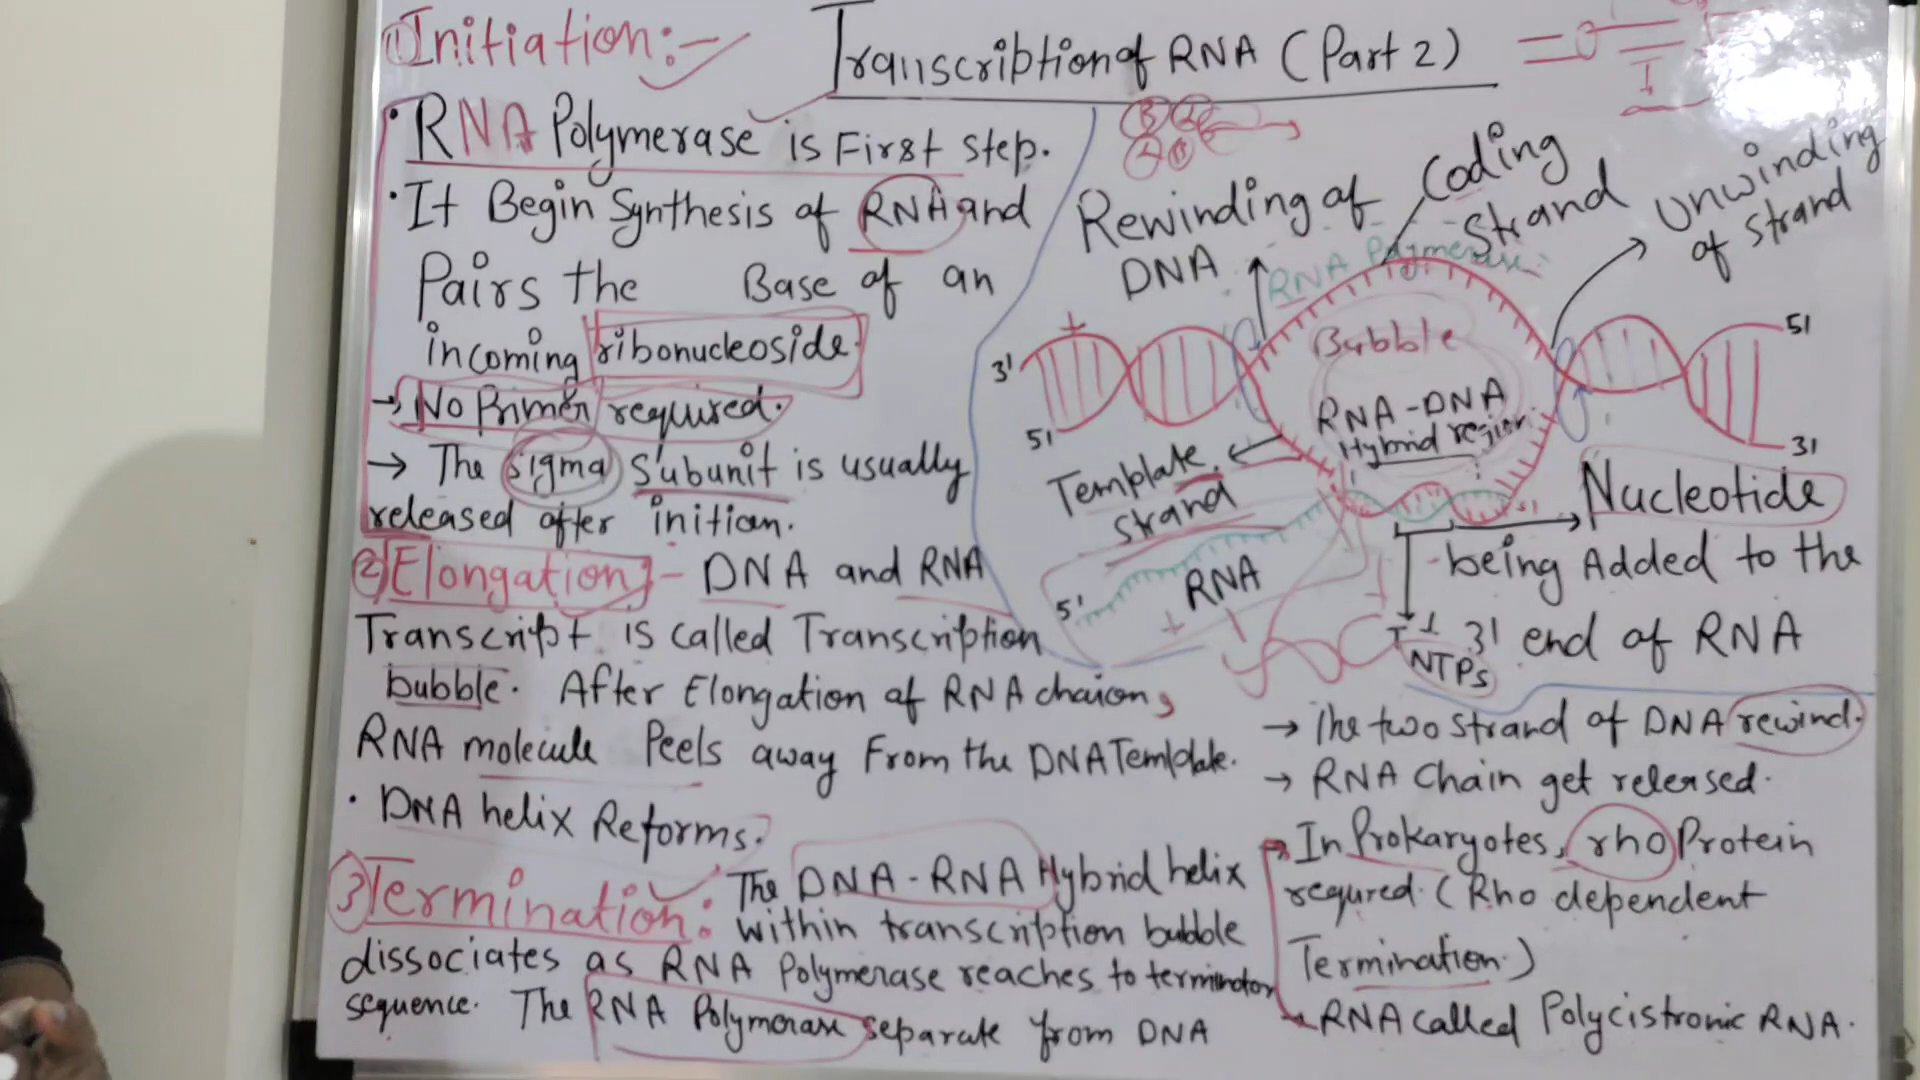 Transcription of RNA (Part 2)
① Initiation:-
• RNA Polymerase is First step.
• It Begin Synthesis of RNA and
Pairs the Base of an
incoming ribonucleoside.
→ No Primer required.
→ The sigma subunit is usually
released after initian.
② Elongation:- DNA and RNA
Transcript is called Transcription
bubble. After Elongation of RNA chaion,
RNA molecule Peels away From the DNA Template.
• DNA helix Reforms.
③ Termination: The DNA-RNA Hybrid helix
within transcription bubble
dissociates as RNA Polymerase reaches to terminator
sequence. The RNA Polymerase separate from DNA
Rewinding of
DNA
Coding
Strand
Unwinding
of strand
RNA Polymerase
Bubble
RNA-DNA
Hybrid region
3'
5'
5'
3'
Template
strand
5'
RNA
Nucleotide
being Added to the
3' end of RNA
NTPs
→ The two strand of DNA rewind.
→ RNA Chain get released.
→ In Prokaryotes, rho Protein
requred. (Rho dependent
Termination.)
→ RNA called Polycistronic RNA.